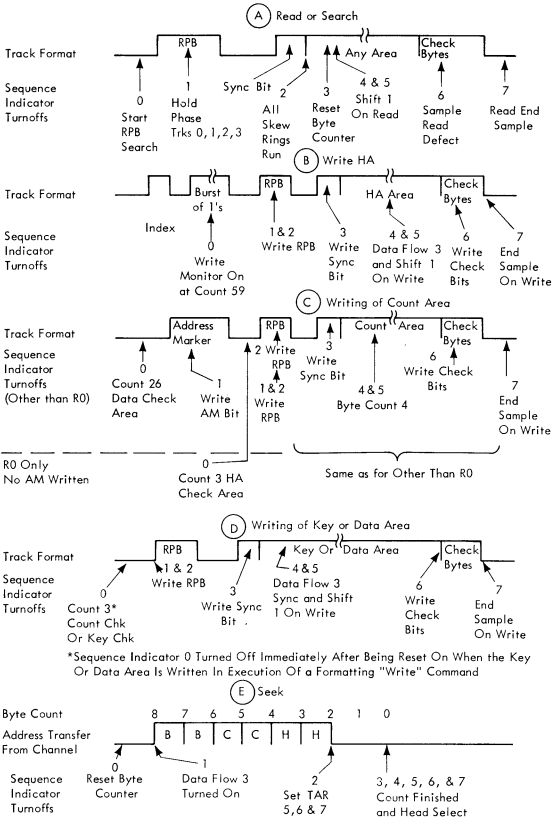 A Read or Search
RPB
Any Area
Check
Bytes
Track Format
Sync Bit
Sequence
Indicator
Turnoffs
0
Start
RPB
Search
1
Hold
Phase
Trks 0,1,2,3
2
All
Skew
Rings
Run
3
Reset
Byte
Counter
4 & 5
Shift 1
On Read
6
Sample
Read
Defect
7
Read End
Sample
B Write HA
Track Format
Burst
of 1's
RPB
HA Area
Check
Bytes
Index
Sequence
Indicator
Turnoffs
0
Write
Monitor On
at Count 59
1 & 2
Write RPB
3
Write
Sync
Bit
4 & 5
Data Flow 3
and Shift 1
On Write
6
Write
Check
Bits
7
End
Sample
On Write
C Writing of Count Area
Track Format
Address
Marker
RPB
Count Area
Check
Bytes
Sequence
Indicator
Turnoffs
(Other than R0)
0
Count 26
Data Check
Area
1
Write
AM Bit
2 Write
RPB
1 & 2
Write
RPB
3
Write
Sync Bit
4 & 5
Byte Count 4
6
Write Check
Bits
7
End
Sample
On Write
R0 Only
No AM Written
0
Count 3 HA
Check Area
Same as for Other Than R0
D Writing of Key or Data Area
Track Format
RPB
Key Or Data Area
Check
Bytes
Sequence
Indicator
Turnoffs
0
Count 3*
Count Chk
Or Key Chk
1 & 2
Write RPB
3
Write Sync
Bit
4 & 5
Data Flow 3
Sync and Shift
1 On Write
6
Write
Check
Bits
7
End
Sample
On Write
*Sequence Indicator 0 Turned Off Immediately After Being Reset On When the Key
Or Data Area Is Written In Execution Of a Formatting "Write" Command
E Seek
Byte Count 8 7 6 5 4 3 2 1 0
Address Transfer
From Channel
B B C C H H
Sequence
Indicator
Turnoffs
0
Reset Byte
Counter
1
Data Flow 3
Turned On
2
Set TAR
5,6 & 7
3, 4, 5, 6, & 7
Count Finished
and Head Select